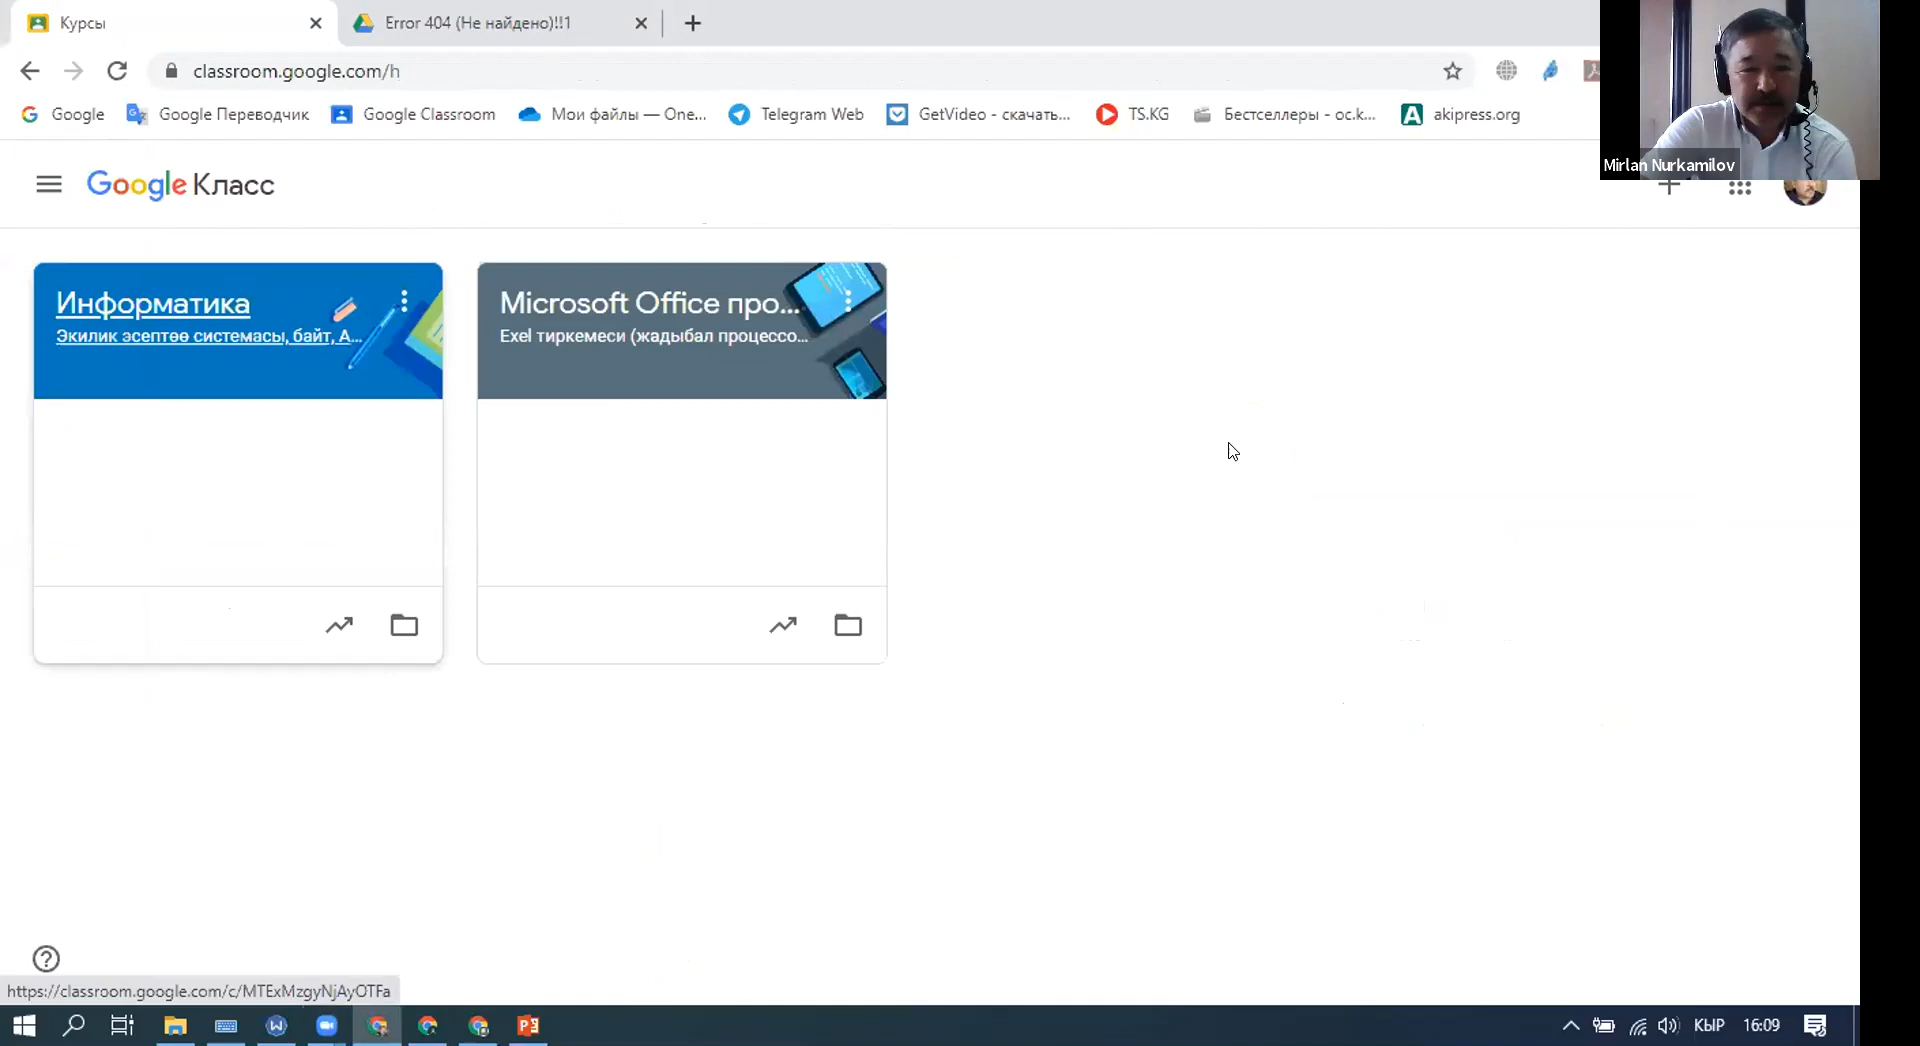 Курсы
Error 404 (Не найдено)!!1
classroom.google.com/h
Google
Google Переводчик
Google Classroom
Мои файлы — One...
Telegram Web
GetVideo - скачать...
TS.KG
Бестселлеры - oc.k...
akipress.org
Mirlan Nurkamilov
Google Класс
Информатика
Экилик эсептөө системасы, байт, А...
Microsoft Office про...
Exel тиркемеси (жадыбал процессо...
https://classroom.google.com/c/MTExMzgyNjAyOTFa
КЫР
16:09